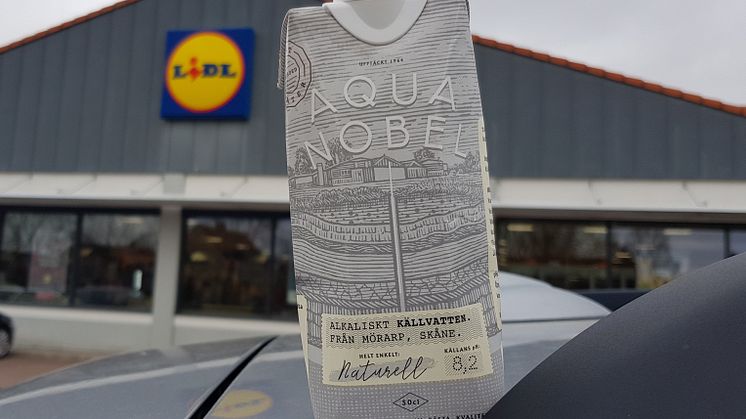 LIDL
UPPTÄCKT 1964
AQUA
NOBEL
ALKALISKT KÄLLVATTEN.
FRÅN MÖRARP, SKÅNE.
HELT ENKELT:
Naturell
KÄLLANS pH:
8,2
50cl